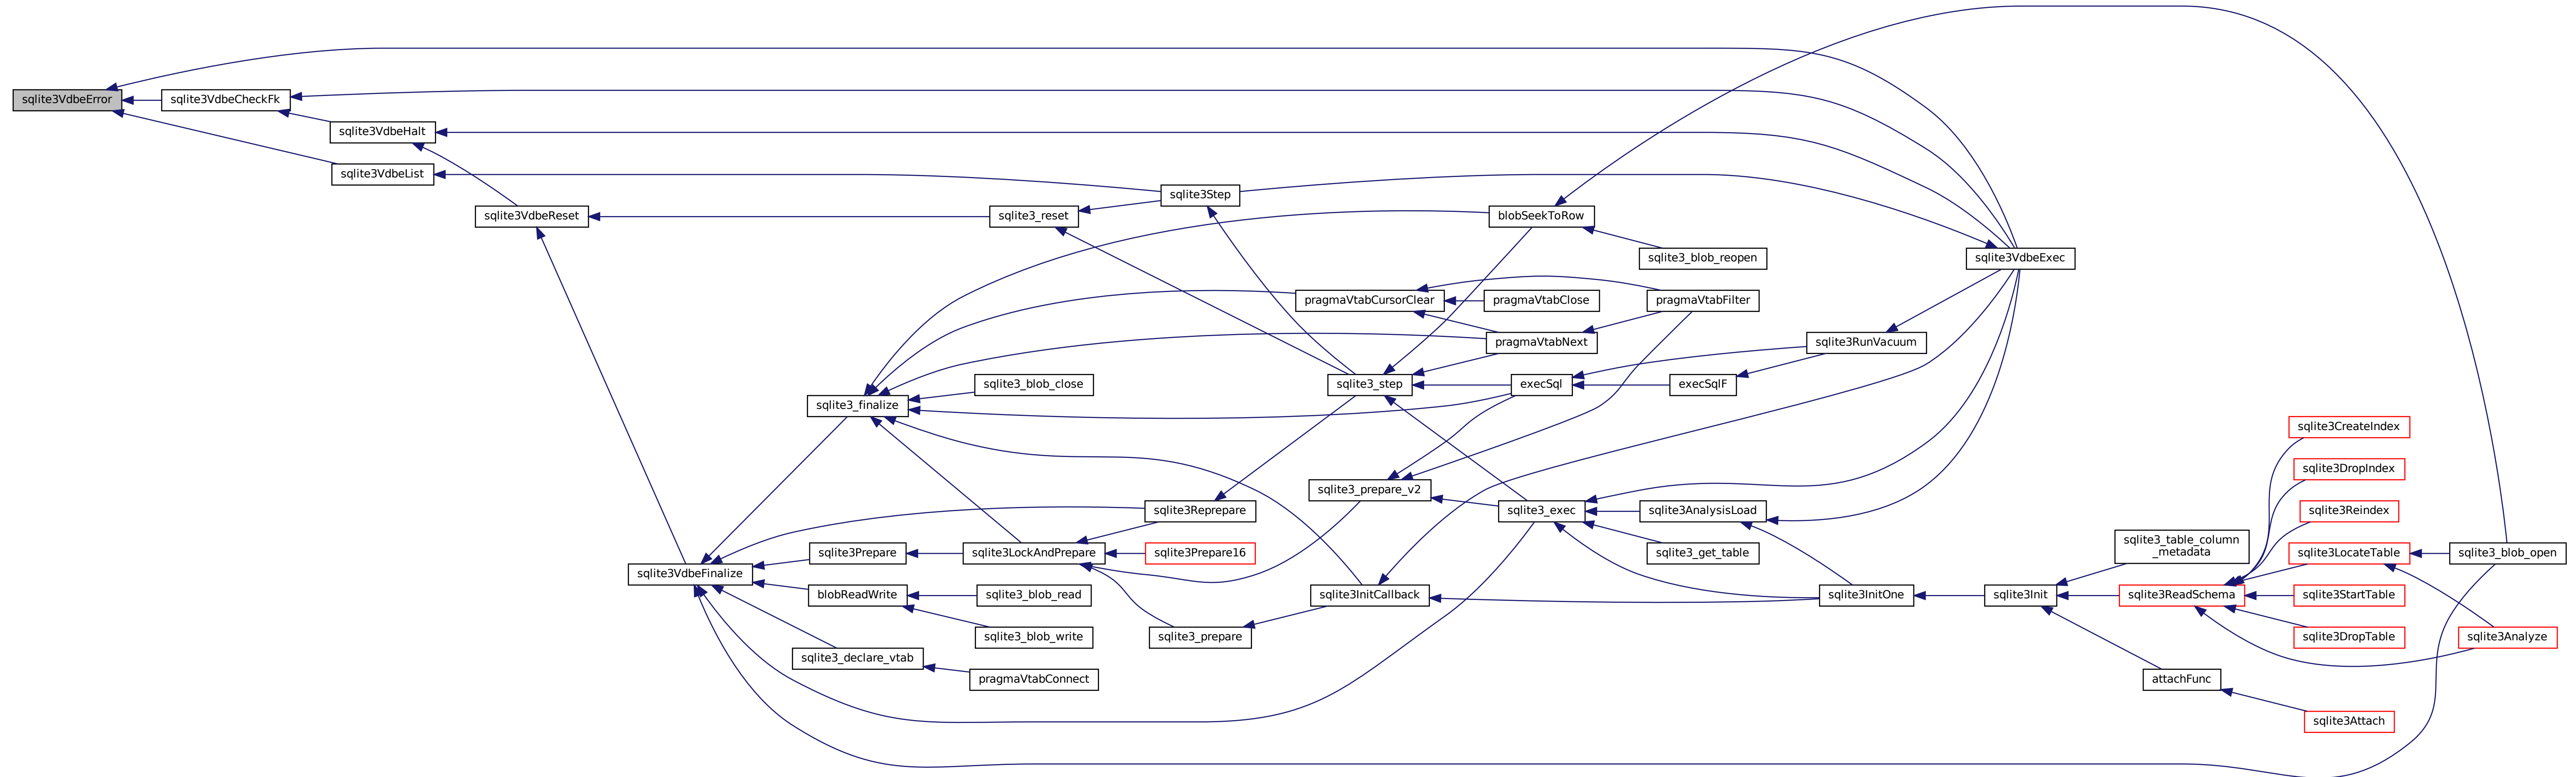 sqlite3VdbeError
sqlite3VdbeCheckFk
sqlite3VdbeHalt
sqlite3VdbeList
sqlite3VdbeReset
sqlite3VdbeFinalize
sqlite3_finalize
sqlite3Prepare
blobReadWrite
sqlite3_declare_vtab
sqlite3_reset
sqlite3_blob_close
sqlite3LockAndPrepare
sqlite3_blob_read
sqlite3_blob_write
pragmaVtabConnect
sqlite3Step
sqlite3Reprepare
sqlite3Prepare16
sqlite3_prepare
pragmaVtabCursorClear
sqlite3_step
sqlite3_prepare_v2
sqlite3InitCallback
blobSeekToRow
pragmaVtabClose
pragmaVtabNext
execSql
sqlite3_exec
sqlite3_blob_reopen
pragmaVtabFilter
execSqlF
sqlite3AnalysisLoad
sqlite3_get_table
sqlite3RunVacuum
sqlite3InitOne
sqlite3VdbeExec
sqlite3Init
sqlite3_table_column
_metadata
sqlite3ReadSchema
attachFunc
sqlite3CreateIndex
sqlite3DropIndex
sqlite3Reindex
sqlite3LocateTable
sqlite3StartTable
sqlite3DropTable
sqlite3Attach
sqlite3_blob_open
sqlite3Analyze